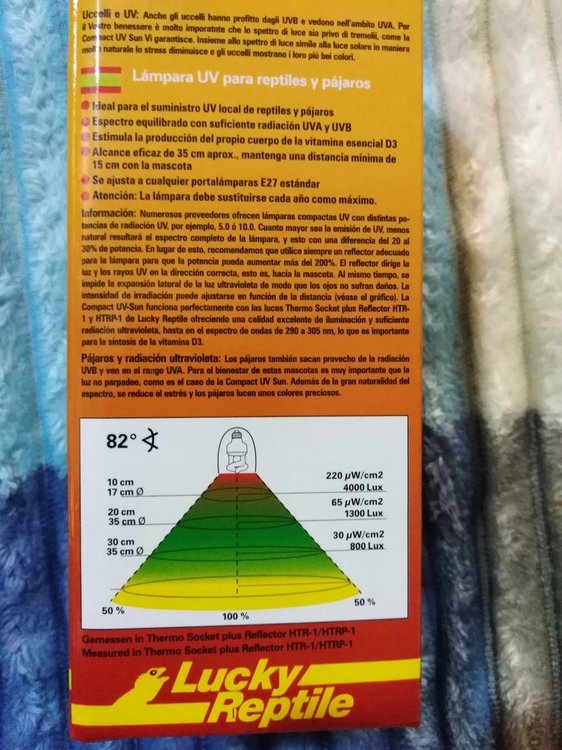 Uccelli e UV: Anche gli uccelli hanno profitto dagli UVB e vedono nell'ambito UVA. Per
il Vostro benessere è molto imporatnte che lo spettro di luce sia privo di tremolii, come la
Compact UV Sun Vi garantisce. Insieme allo spettro di luce simile alla luce solare in maniera
molto naturale lo stress diminuisce e gli uccelli mostrano i loro piú bei colori.
Lámpara UV para reptiles y pájaros
Ideal para el suministro UV local de reptiles y pájaros
Espectro equilibrado con suficiente radiación UVA y UVB
Estimula la producción del propio cuerpo de la vitamina esencial D3
Alcance eficaz de 35 cm aprox., mantenga una distancia mínima de
15 cm con la mascota
Se ajusta a cualquier portalámparas E27 estándar
Atención: La lámpara debe sustituirse cada año como máximo.
Información: Numerosos proveedores ofrecen lámparas compactas UV con distintas po-
tencias de radiación UV, por ejemplo, 5.0 ó 10.0. Cuanto mayor sea la emisión de UV, menos
natural resultará el espectro completo de la lámpara, y esto con una diferencia del 20 al
30% de potencia. En lugar de esto, recomendamos que utilice siempre un reflector adecuado
para la lámpara para que la potencia pueda aumentar más del 200%. El reflector dirige la
luz y los rayos UV en la dirección correcta, esto es, hacia la mascota. Al mismo tiempo, se
impide la expansión lateral de la luz ultravioleta de modo que los ojos no sufran daños. La
intensidad de irradiación puede ajustarse en función de la distancia (véase el gráfico). La
Compact UV-Sun funciona perfectamente con las luces Thermo Socket plus Reflector HTR-
1 y HTRP-1 de Lucky Reptile ofreciendo una calidad excelente de iluminación y suficiente
radiación ultravioleta, hasta en el espectro de ondas de 290 a 305 nm, lo que es importante
para la síntesis de la vitamina D3.
Pájaros y radiación ultravioleta: Los pájaros también sacan provecho de la radiación
UVB y ven en el rango UVA. Para el bienestar de estas mascotas es muy importante que la
luz no parpadee, como es el caso de la Compact UV Sun. Además de la gran naturalidad del
espectro, se reduce el estrés y los pájaros lucen unos colores preciosos.
82°
10 cm
17 cm Ø
220 µW/cm2
4000 Lux
20 cm
35 cm Ø
65 µW/cm2
1300 Lux
30 cm
35 cm Ø
30 µW/cm2
800 Lux
50 %
100 %
50 %
Gemessen in Thermo Socket plus Reflector HTR-1/HTRP-1
Measured in Thermo Socket plus Reflector HTR-1/HTRP-1
Lucky
Reptile